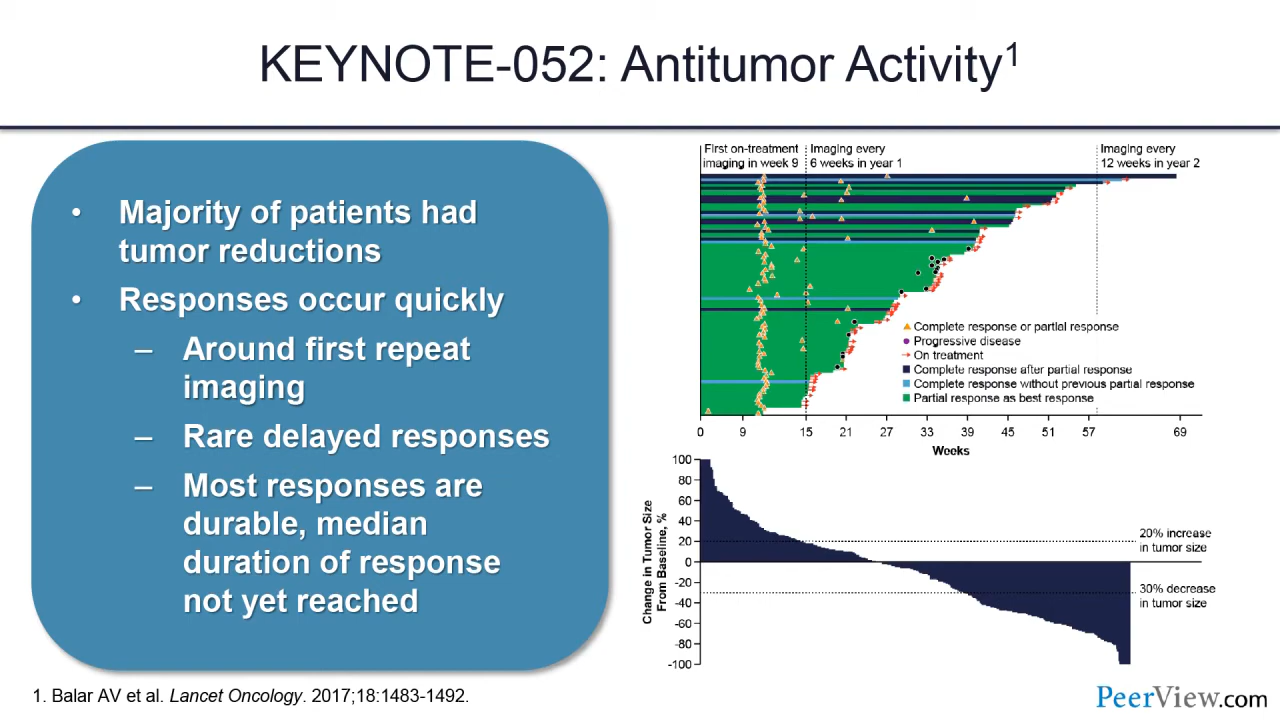 KEYNOTE-052: Antitumor Activity1
• Majority of patients had
tumor reductions
• Responses occur quickly
– Around first repeat
imaging
– Rare delayed responses
– Most responses are
durable, median
duration of response
not yet reached
First on-treatment
imaging in week 9
Imaging every
6 weeks in year 1
Imaging every
12 weeks in year 2
Complete response or partial response
Progressive disease
On treatment
Complete response after partial response
Complete response without previous partial response
Partial response as best response
0 9 15 21 27 33 39 45 51 57 69
Weeks
Change in Tumor Size
From Baseline, %
100
80
60
40
20
0
-20
-40
-60
-80
-100
20% increase
in tumor size
30% decrease
in tumor size
1. Balar AV et al. Lancet Oncology. 2017;18:1483-1492.
PeerView.com